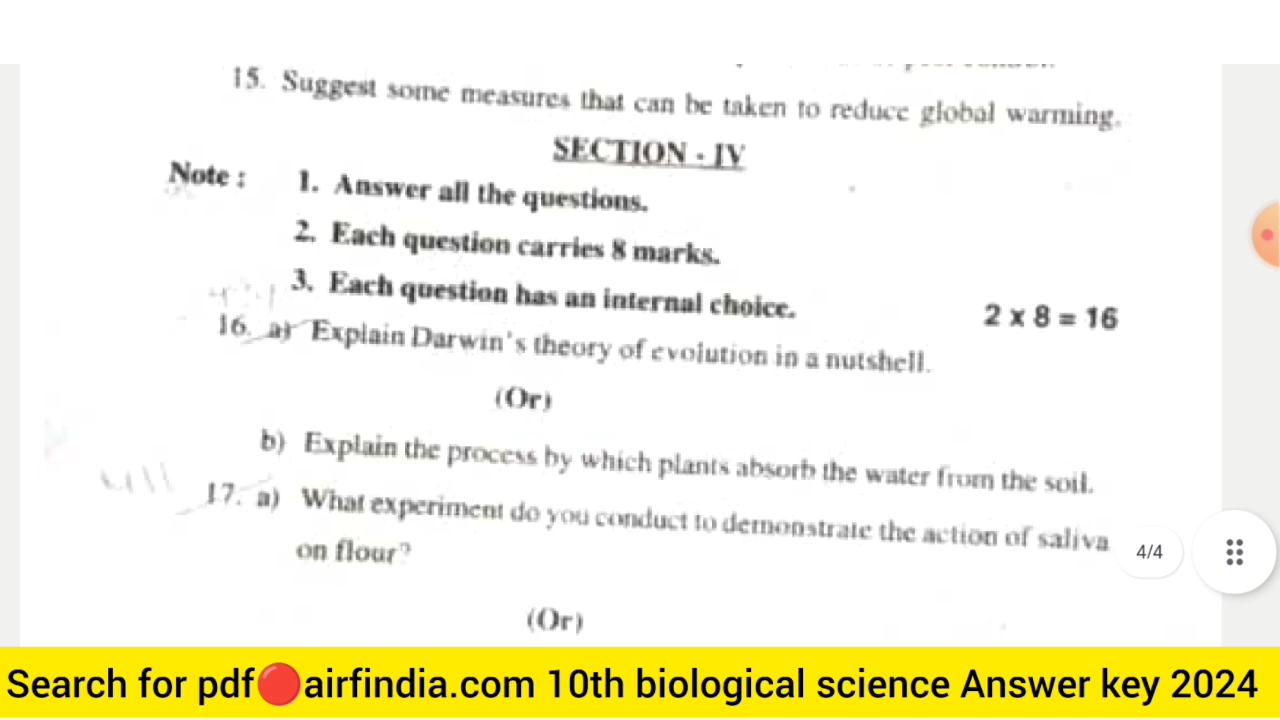 15. Suggest some measures that can be taken to reduce global warming.
SECTION - IV
Note : 1. Answer all the questions.
2. Each question carries 8 marks.
3. Each question has an internal choice. 2 x 8 = 16
16. a) Explain Darwin's theory of evolution in a nutshell.
(Or)
b) Explain the process by which plants absorb the water from the soil.
17. a) What experiment do you conduct to demonstrate the action of saliva
on flour?
4/4
(Or)
Search for pdf🔴airfindia.com 10th biological science Answer key 2024